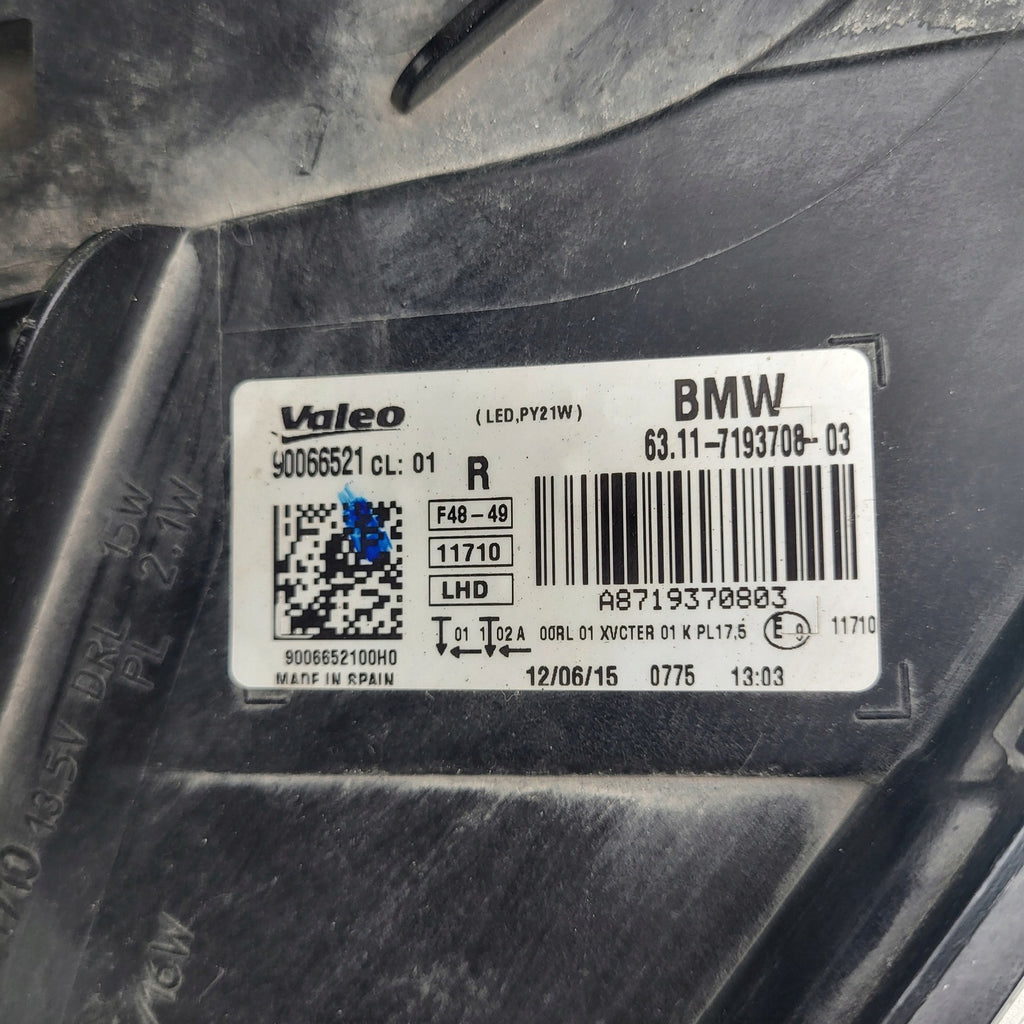 Valeo (LED,PY21W) BMW
90066521 CL: 01 R 63.11-7193708-03
F48-49
11710
LHD
A8719370803
01 1 02 A 00RL 01 XVCTER 01 K PL17,5 E 9 11710
9006652100H0
MADE IN SPAIN 12/06/15 0775 13:03
13.5V DRL 15W
PL 2.1W